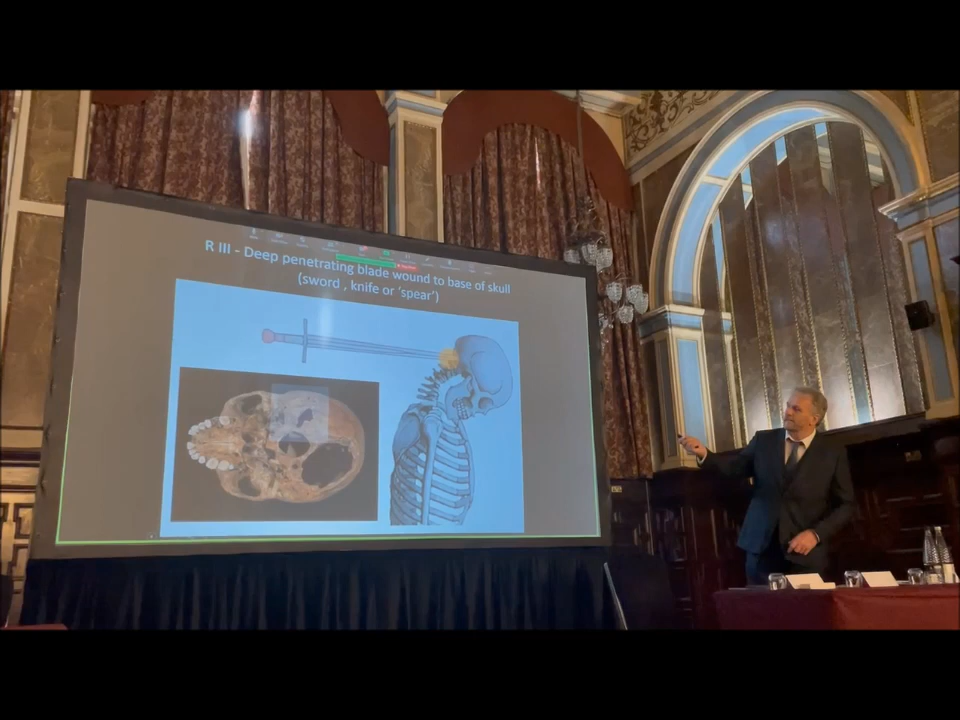 R III - Deep penetrating blade wound to base of skull
(sword , knife or ‘spear’)